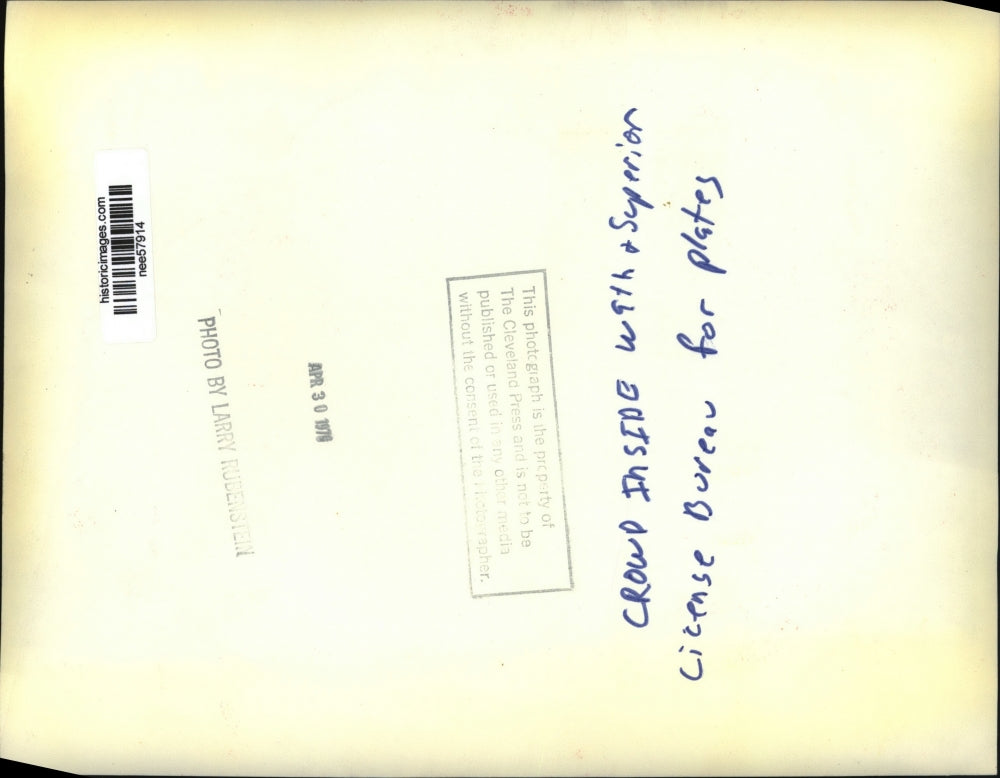 historicimages.com
nee57914
PHOTO BY LARRY RUBENSTEIN
APR 30 1979
This photograph is the property of
The Cleveland Press and is not to be
published or used in any other media
without the consent of the Photographer.
CROWD INSIDE W9th & Superior
License Bureau for plates